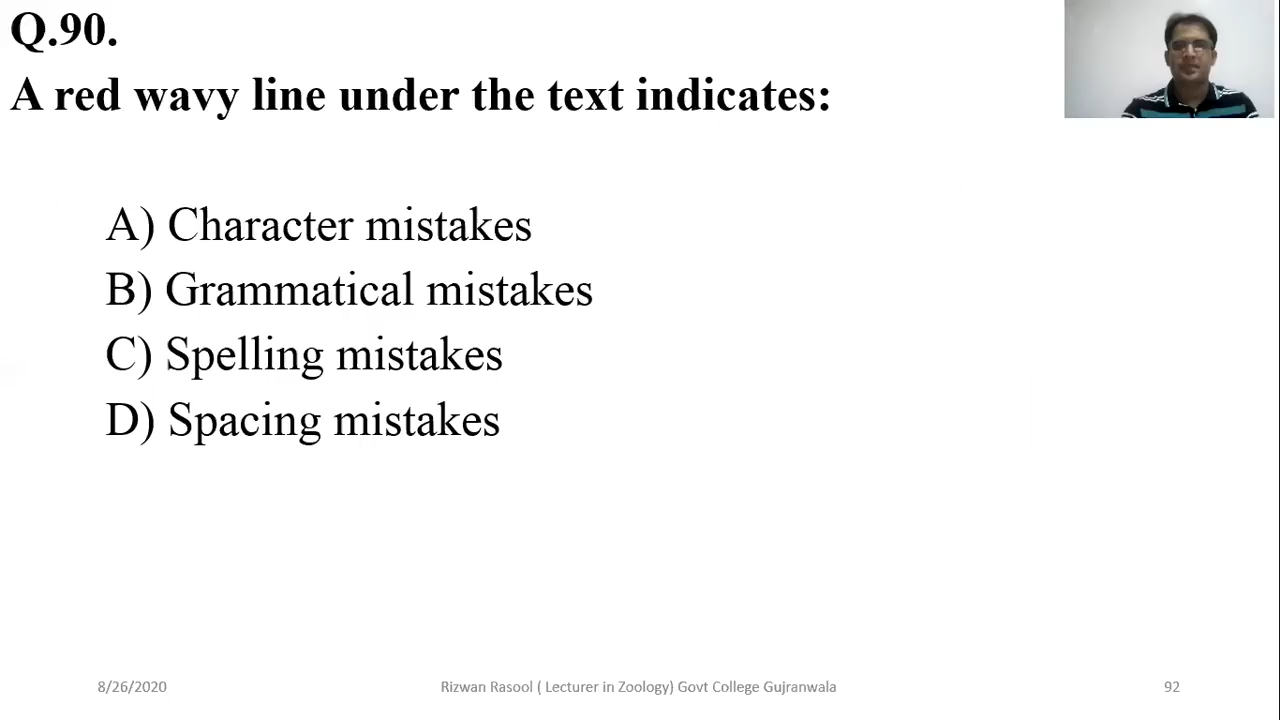 Q.90.
A red wavy line under the text indicates:
A) Character mistakes
B) Grammatical mistakes
C) Spelling mistakes
D) Spacing mistakes
8/26/2020
Rizwan Rasool ( Lecturer in Zoology) Govt College Gujranwala
92